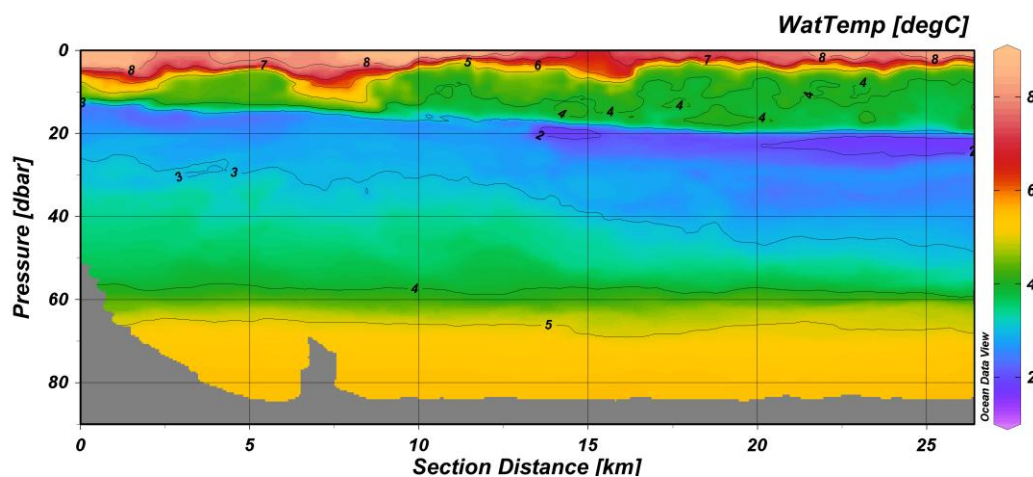 WatTemp [degC]
0
20
40
60
80
Pressure [dbar]
8 7 8 5 6 7 8 8
4 4 4 4 4 4 4
3
2 2
3 3
4
5
8
6
4
2
Ocean Data View
0 5 10 15 20 25
Section Distance [km]